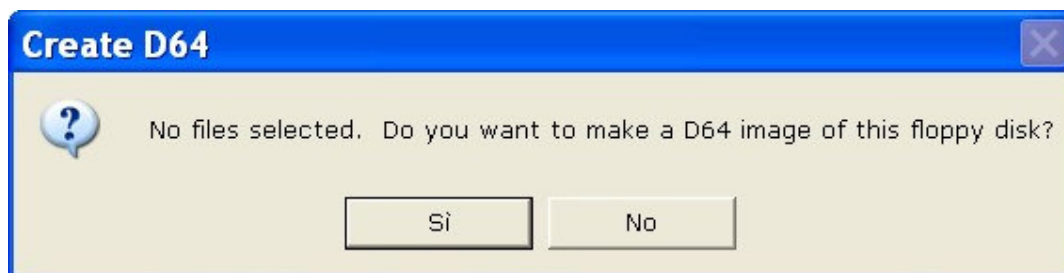 Create D64
No files selected.  Do you want to make a D64 image of this floppy disk?
Sì
No